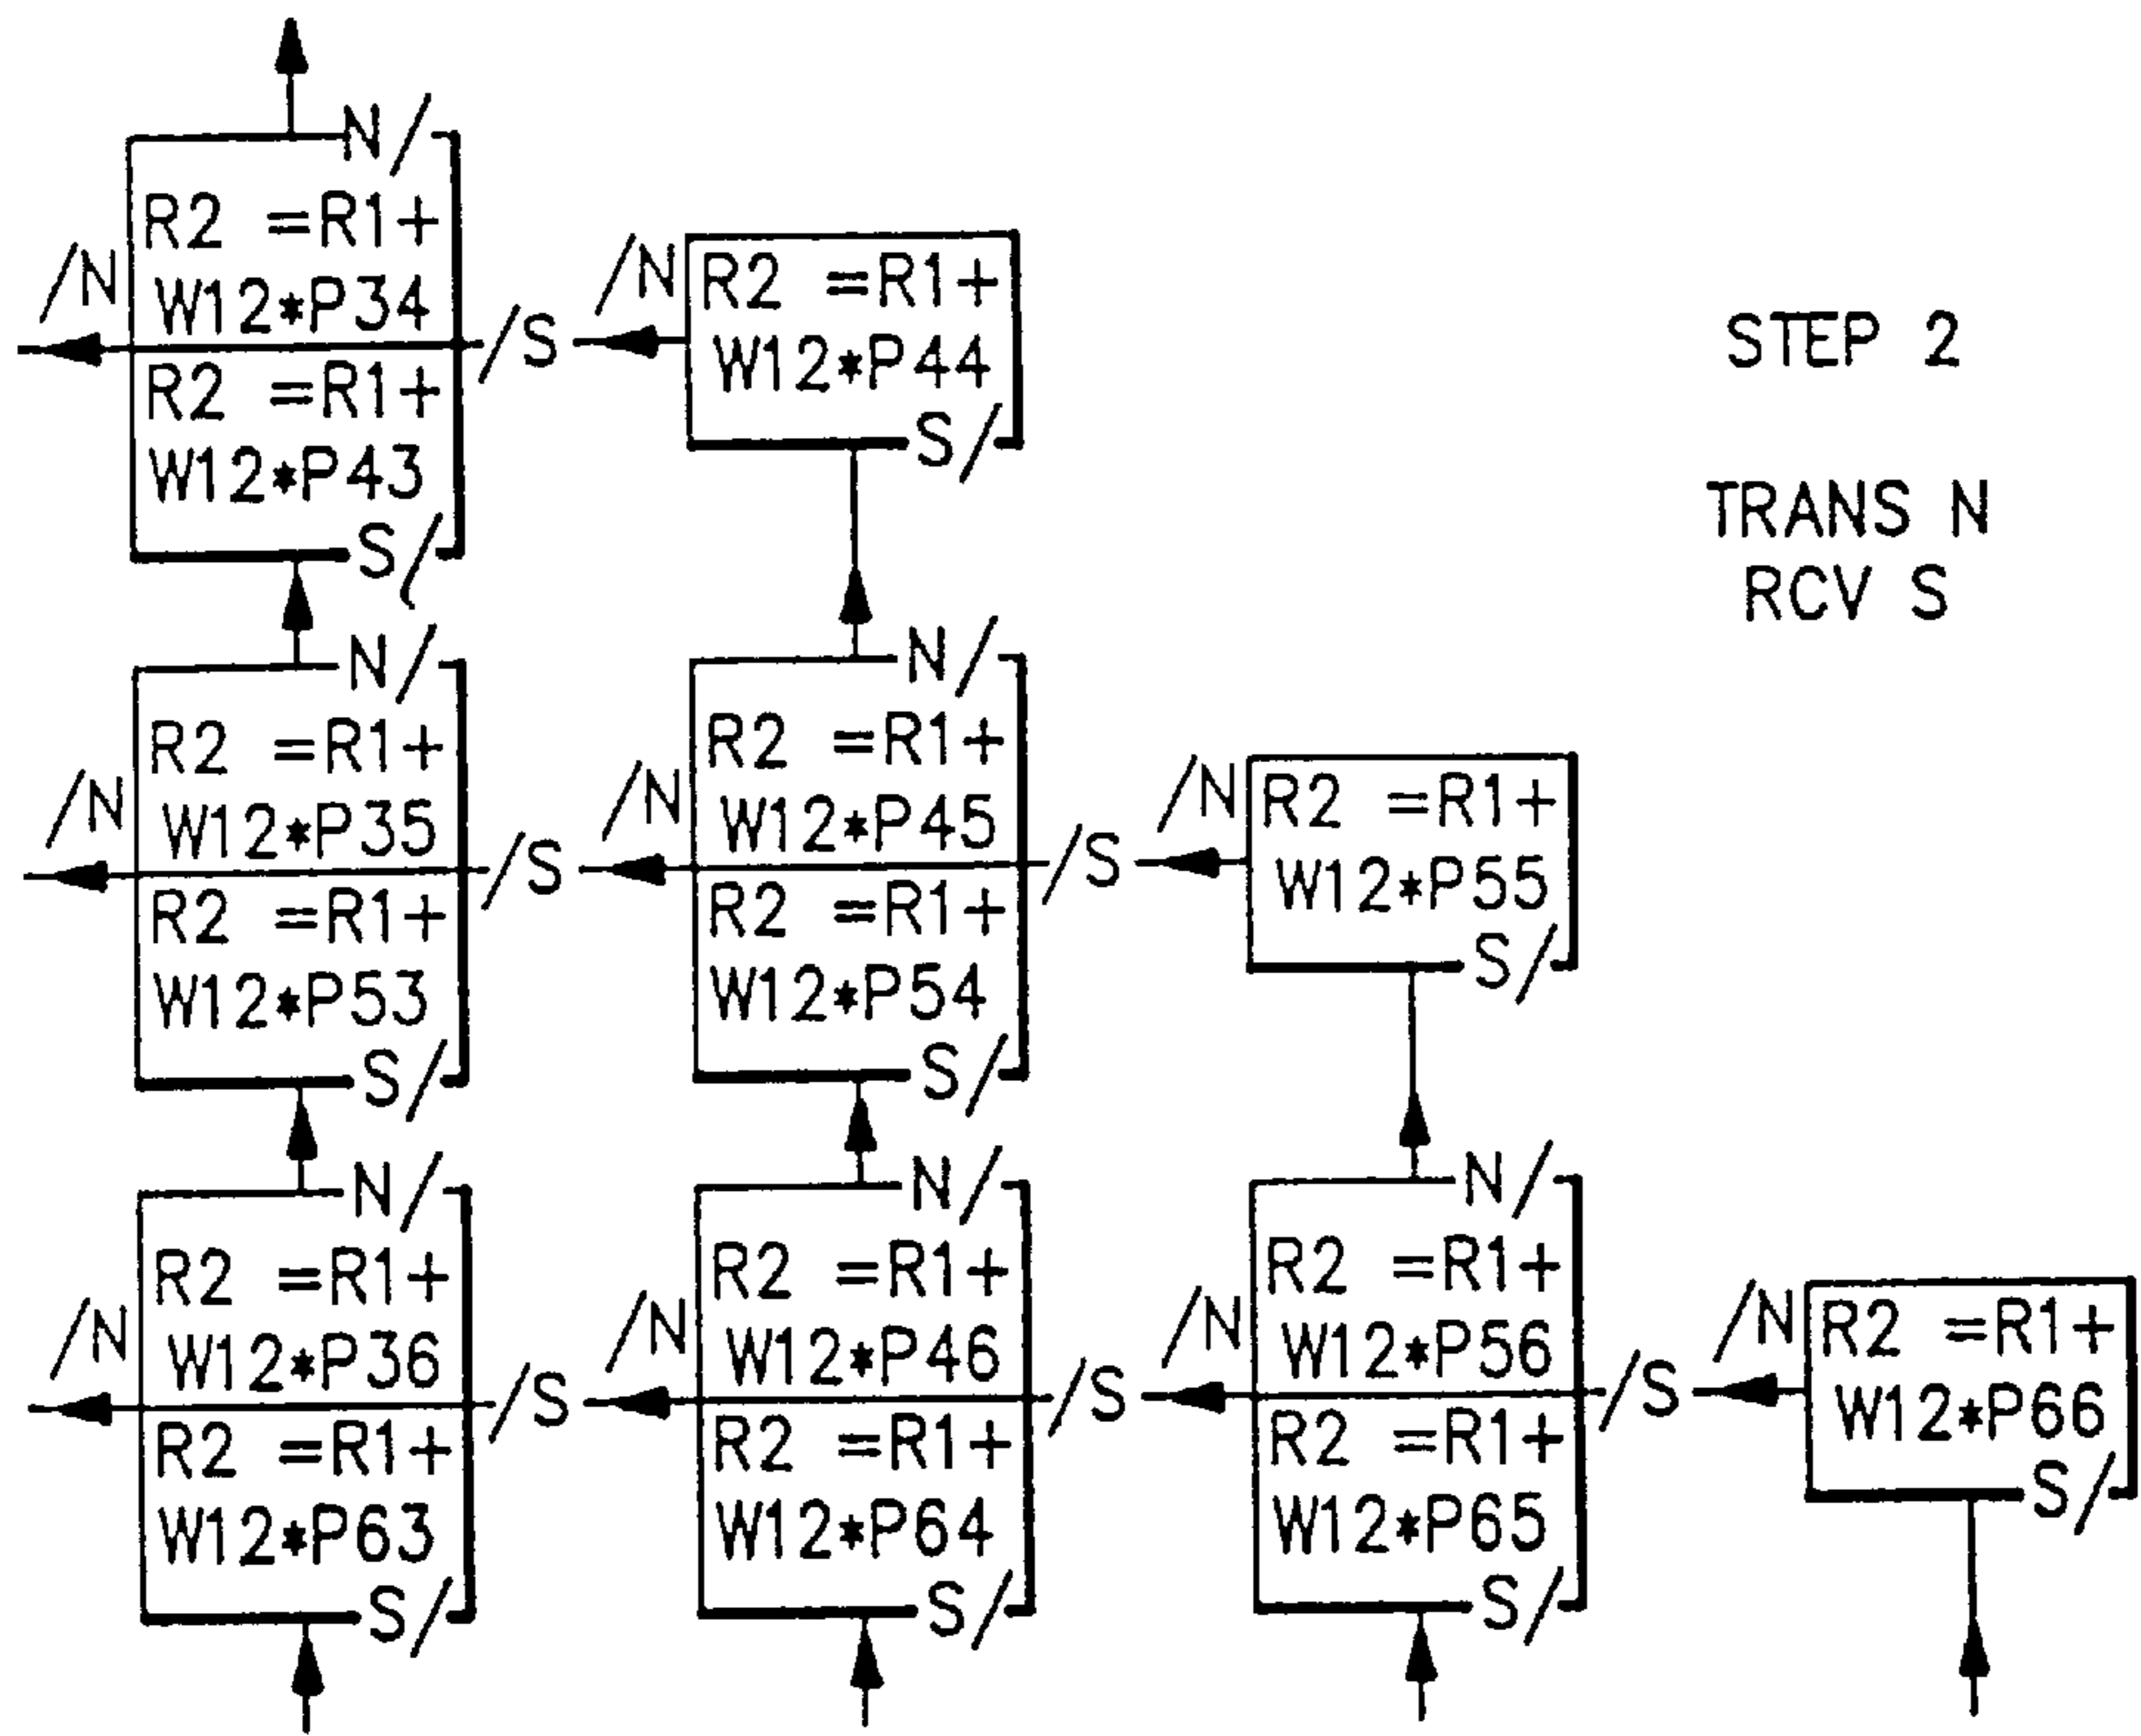 N/
R2 =R1+
/N
W12*P34
R2 =R1+
W12*P43
S/
/S
/N
R2 =R1+
W12*P44
S/
STEP 2
TRANS N
RCV S
N/
R2 =R1+
/N
W12*P35
R2 =R1+
W12*P53
S/
/S
N/
R2 =R1+
/N
W12*P45
R2 =R1+
W12*P54
S/
/S
/N
R2 =R1+
W12*P55
S/
N/
R2 =R1+
/N
W12*P36
R2 =R1+
W12*P63
S/
/S
N/
R2 =R1+
/N
W12*P46
R2 =R1+
W12*P64
S/
/S
N/
R2 =R1+
/N
W12*P56
R2 =R1+
W12*P65
S/
/S
/N
R2 =R1+
W12*P66
S/